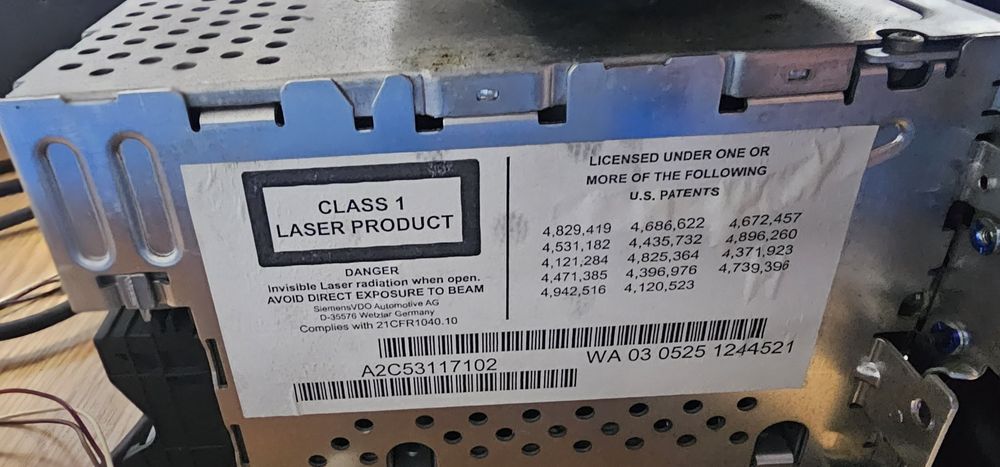 CLASS 1
LASER PRODUCT
DANGER
Invisible Laser radiation when open.
AVOID DIRECT EXPOSURE TO BEAM
SiemensVDO Automotive AG
D-35576 Wetzlar Germany
Complies with 21CFR1040.10
LICENSED UNDER ONE OR
MORE OF THE FOLLOWING
U.S. PATENTS
4,829,419 4,686,622 4,672,457
4,531,182 4,435,732 4,896,260
4,121,284 4,825,364 4,371,923
4,471,385 4,396,976 4,739,396
4,942,516 4,120,523
A2C53117102 WA 03 0525 1244521